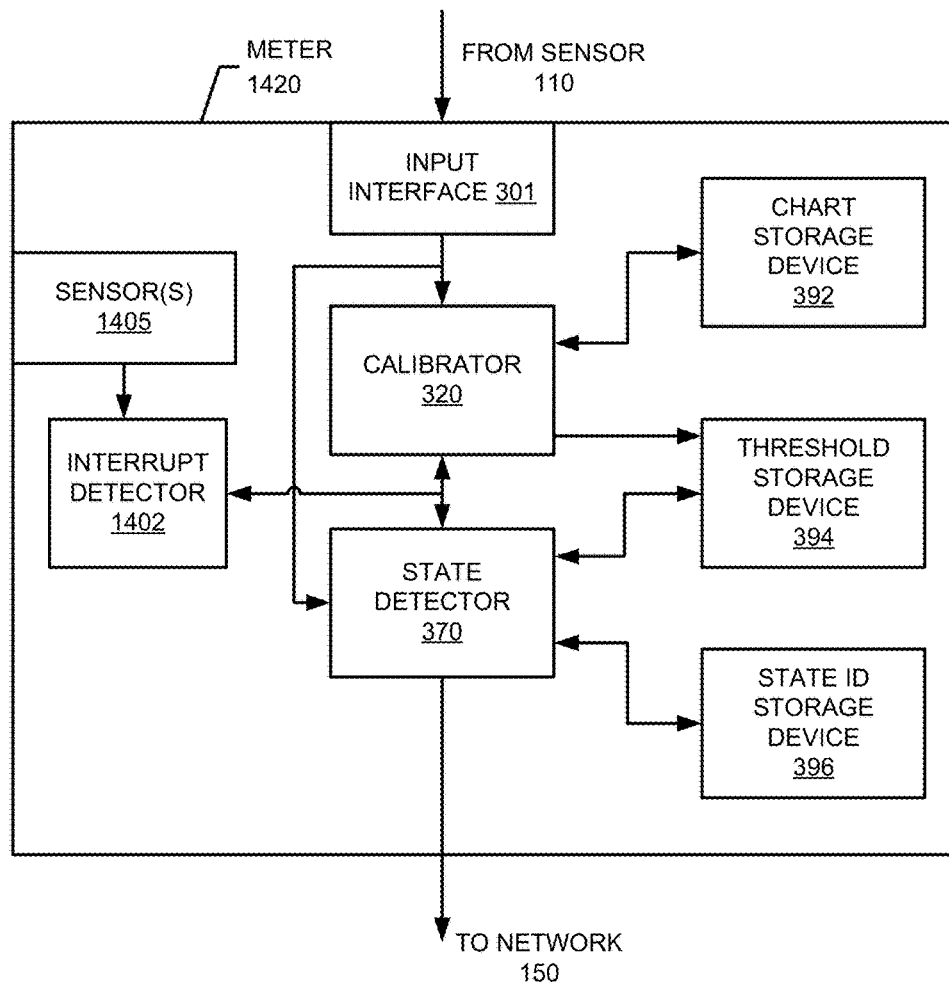 METER
1420
FROM SENSOR
110
INPUT
INTERFACE 301
CHART
STORAGE
DEVICE
392
SENSOR(S)
1405
CALIBRATOR
320
INTERRUPT
DETECTOR
1402
THRESHOLD
STORAGE
DEVICE
394
STATE
DETECTOR
370
STATE ID
STORAGE
DEVICE
396
TO NETWORK
150